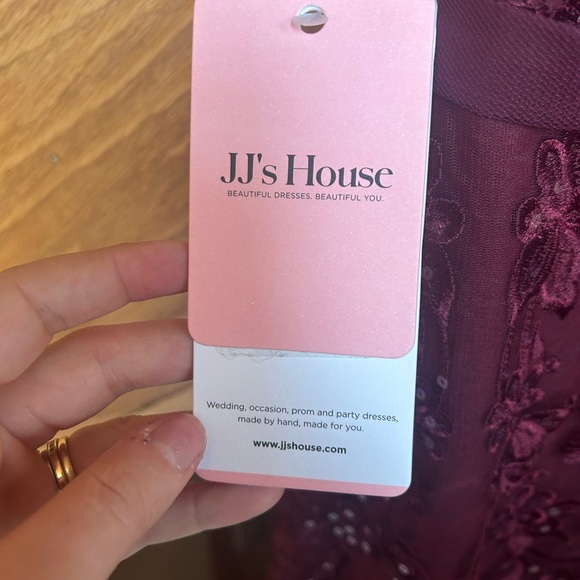 JJ's House
BEAUTIFUL DRESSES. BEAUTIFUL YOU.
Wedding, occasion, prom and party dresses,
made by hand, made for you.
www.jjshouse.com